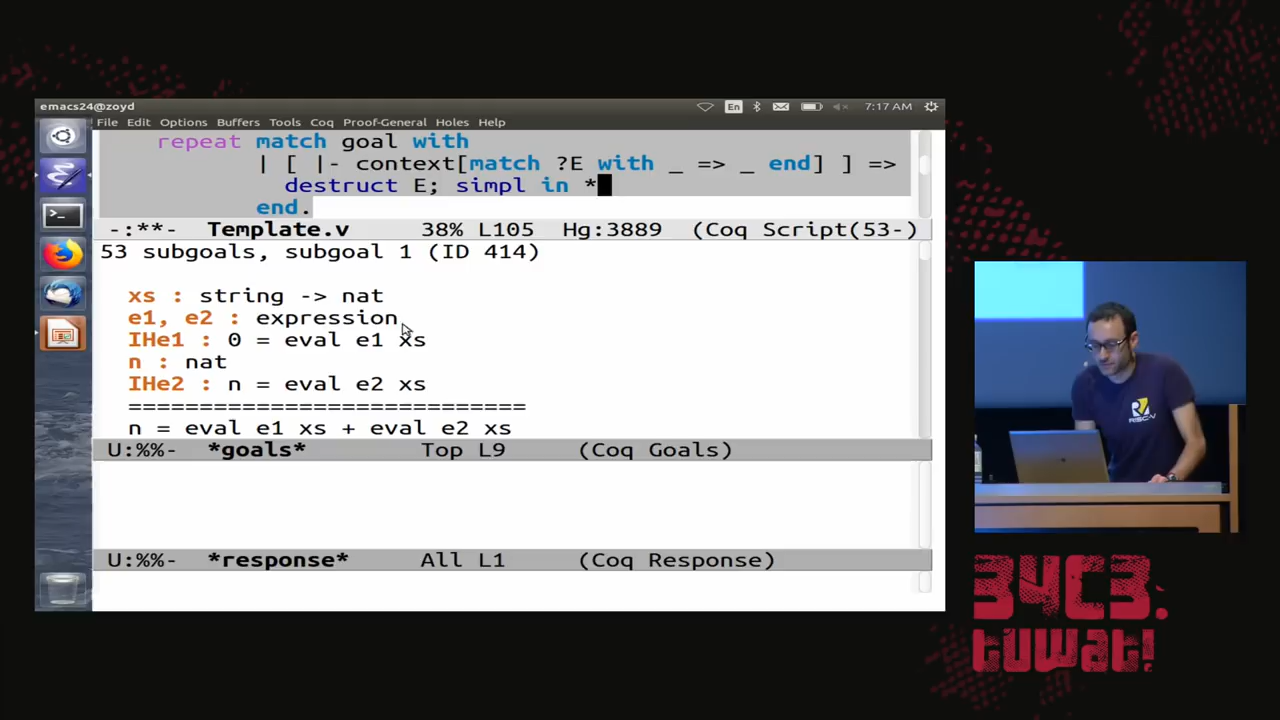 emacs24@zoyd
En
7:17 AM
File Edit Options Buffers Tools Coq Proof-General Holes Help
repeat match goal with
| [ |- context[match ?E with _ => _ end] ] =>
destruct E; simpl in *
end.
-:**- Template.v 38% L105 Hg:3889 (Coq Script(53-)
53 subgoals, subgoal 1 (ID 414)
xs : string -> nat
e1, e2 : expression
IHe1 : 0 = eval e1 xs
n : nat
IHe2 : n = eval e2 xs
============================
n = eval e1 xs + eval e2 xs
U:%%- *goals* Top L9 (Coq Goals)
U:%%- *response* All L1 (Coq Response)
RISC-V
34C3.
tuwat!